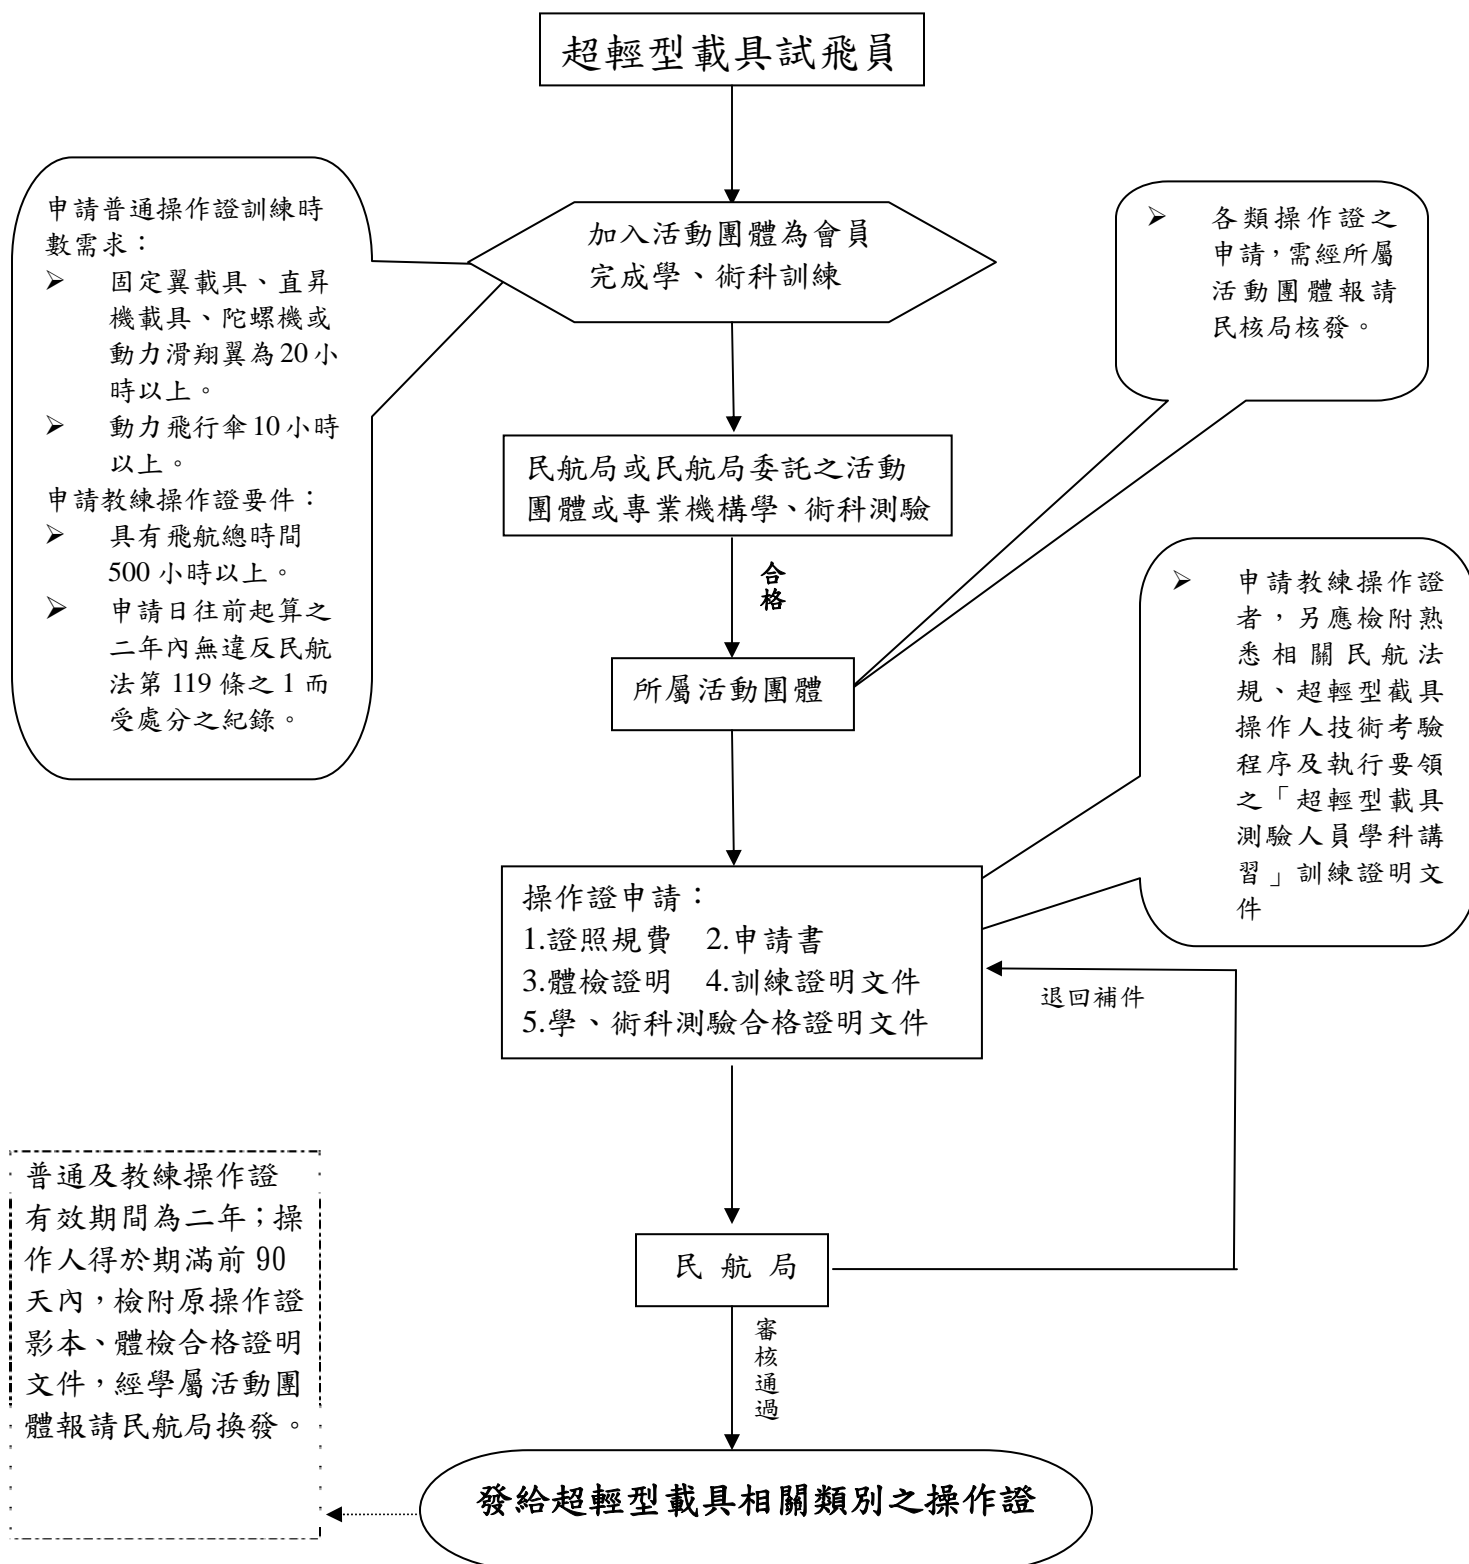 超輕型載具試飛員
加入活動團體為會員
完成學、術科訓練
申請普通操作證訓練時
數需求：
➢ 固定翼載具、直昇
機載具、陀螺機或
動力滑翔翼為20小
時以上。
➢ 動力飛行傘10小時
以上。
申請教練操作證要件：
➢ 具有飛航總時間
500小時以上。
➢ 申請日往前起算之
二年內無違反民航
法第 119 條之 1 而
受處分之紀錄。
➢ 各類操作證之
申請，需經所屬
活動團體報請
民核局核發。
民航局或民航局委託之活動
團體或專業機構學、術科測驗
合格
所屬活動團體
➢ 申請教練操作證
者，另應檢附熟
悉相關民航法
規、超輕型截具
操作人技術考驗
程序及執行要領
之「超輕型載具
測驗人員學科講
習」訓練證明文
件
操作證申請：
1.證照規費 2.申請書
3.體檢證明 4.訓練證明文件
5.學、術科測驗合格證明文件
退回補件
民 航 局
審核通過
普通及教練操作證
有效期間為二年；操
作人得於期滿前 90
天內，檢附原操作證
影本、體檢合格證明
文件，經學屬活動團
體報請民航局換發。
發給超輕型載具相關類別之操作證